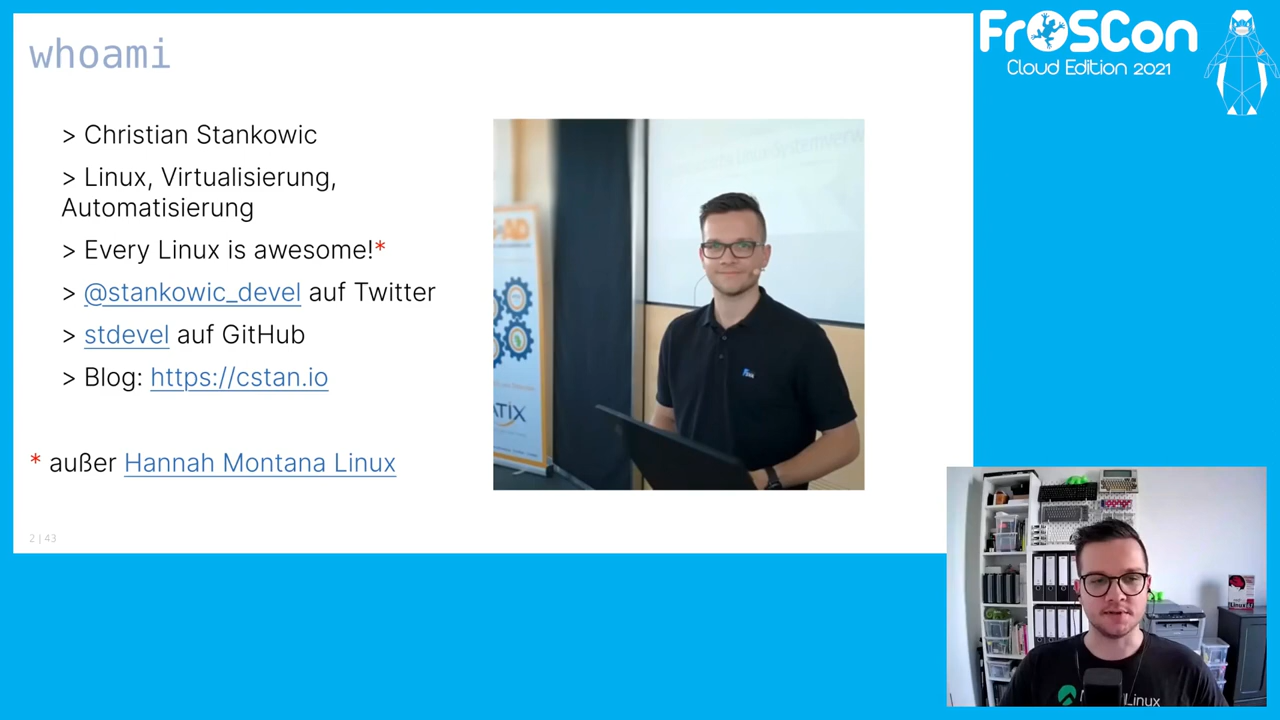 whoami
FrOSCon
Cloud Edition 2021
> Christian Stankowic
> Linux, Virtualisierung,
Automatisierung
> Every Linux is awesome!*
> @stankowic_devel auf Twitter
> stdevel auf GitHub
> Blog: https://cstan.io
* außer Hannah Montana Linux
2 | 43